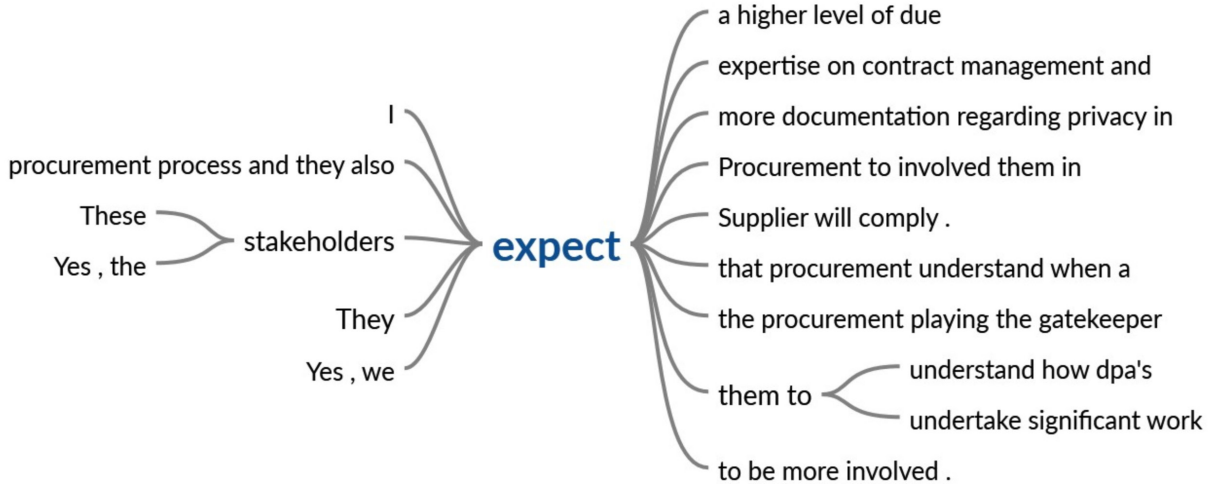 I
procurement process and they also
These
Yes , the
stakeholders
They
Yes , we
expect
a higher level of due
expertise on contract management and
more documentation regarding privacy in
Procurement to involved them in
Supplier will comply .
that procurement understand when a
the procurement playing the gatekeeper
them to
understand how dpa's
undertake significant work
to be more involved .